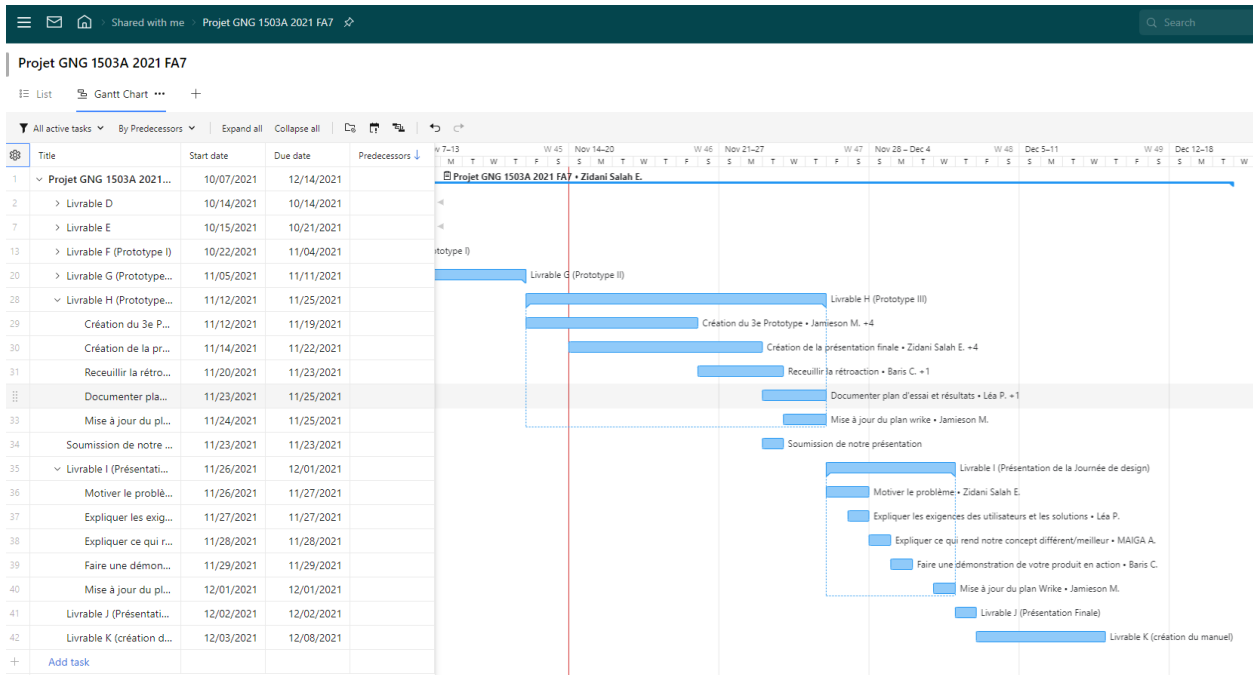 Shared with me Projet GNG 1503A 2021 FA7 Search
Projet GNG 1503A 2021 FA7
List Gantt Chart ••• +
All active tasks By Predecessors Expand all Collapse all
v 7–13 W 45 Nov 14–20 W 46 Nov 21–27 W 47 Nov 28 – Dec 4 W 48 Dec 5–11 W 49 Dec 12–18
Title Start date Due date Predecessors ↓ M T W T F S S M T W T F S S M T W T F S S M T W T F S S M T W T F S S M T W
1 Projet GNG 1503A 2021... 10/07/2021 12/14/2021 Projet GNG 1503A 2021 FA7 • Zidani Salah E.
2 Livrable D 10/14/2021 10/14/2021
7 Livrable E 10/15/2021 10/21/2021
13 Livrable F (Prototype I) 10/22/2021 11/04/2021 ototype I)
20 Livrable G (Prototype... 11/05/2021 11/11/2021 Livrable G (Prototype II)
28 Livrable H (Prototype... 11/12/2021 11/25/2021 Livrable H (Prototype III)
29 Création du 3e P... 11/12/2021 11/19/2021 Création du 3e Prototype • Jamieson M. +4
30 Création de la pr... 11/14/2021 11/22/2021 Création de la présentation finale • Zidani Salah E. +4
31 Receuillir la rétro... 11/20/2021 11/23/2021 Receuillir la rétroaction • Baris C. +1
Documenter pla... 11/23/2021 11/25/2021 Documenter plan d'essai et résultats • Léa P. +1
33 Mise à jour du pl... 11/24/2021 11/25/2021 Mise à jour du plan wrike • Jamieson M.
34 Soumission de notre ... 11/23/2021 11/23/2021 Soumission de notre présentation
35 Livrable I (Présentati... 11/26/2021 12/01/2021 Livrable I (Présentation de la Journée de design)
36 Motiver le problè... 11/26/2021 11/27/2021 Motiver le problème • Zidani Salah E.
37 Expliquer les exig... 11/27/2021 11/27/2021 Expliquer les exigences des utilisateurs et les solutions • Léa P.
38 Expliquer ce qui r... 11/28/2021 11/28/2021 Expliquer ce qui rend notre concept différent/meilleur • MAIGA A.
39 Faire une démon... 11/29/2021 11/29/2021 Faire une démonstration de votre produit en action • Baris C.
40 Mise à jour du pl... 12/01/2021 12/01/2021 Mise à jour du plan Wrike • Jamieson M.
41 Livrable J (Présentati... 12/02/2021 12/02/2021 Livrable J (Présentation Finale)
42 Livrable K (création d... 12/03/2021 12/08/2021 Livrable K (création du manuel)
+ Add task